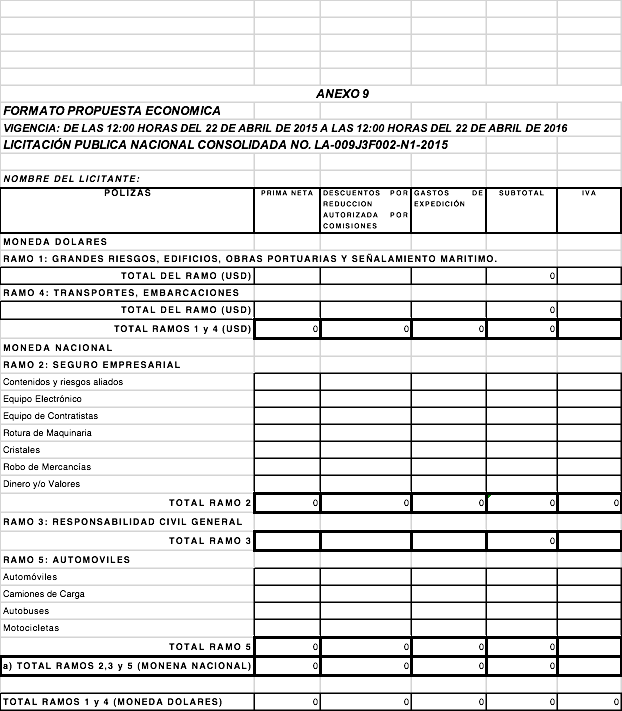 ANEXO 9
FORMATO PROPUESTA ECONOMICA
VIGENCIA: DE LAS 12:00 HORAS DEL 22 DE ABRIL DE 2015 A LAS 12:00 HORAS DEL 22 DE ABRIL DE 2016
LICITACIÓN PUBLICA NACIONAL CONSOLIDADA NO. LA-009J3F002-N1-2015
NOMBRE DEL LICITANTE:
POLIZAS PRIMA NETA DESCUENTOS POR REDUCCION AUTORIZADA POR COMISIONES GASTOS DE EXPEDICIÓN SUBTOTAL IVA
MONEDA DOLARES
RAMO 1: GRANDES RIESGOS, EDIFICIOS, OBRAS PORTUARIAS Y SEÑALAMIENTO MARITIMO.
TOTAL DEL RAMO (USD) 0
RAMO 4: TRANSPORTES, EMBARCACIONES
TOTAL DEL RAMO (USD) 0
TOTAL RAMOS 1 y 4 (USD) 0 0 0 0
MONEDA NACIONAL
RAMO 2: SEGURO EMPRESARIAL
Contenidos y riesgos aliados
Equipo Electrónico
Equipo de Contratistas
Rotura de Maquinaria
Cristales
Robo de Mercancías
Dinero y/o Valores
TOTAL RAMO 2 0 0 0 0 0
RAMO 3: RESPONSABILIDAD CIVIL GENERAL
TOTAL RAMO 3 0
RAMO 5: AUTOMOVILES
Automóviles
Camiones de Carga
Autobuses
Motocicletas
TOTAL RAMO 5 0 0 0 0
a) TOTAL RAMOS 2,3 y 5 (MONENA NACIONAL) 0 0 0 0
TOTAL RAMOS 1 y 4 (MONEDA DOLARES) 0 0 0 0 0